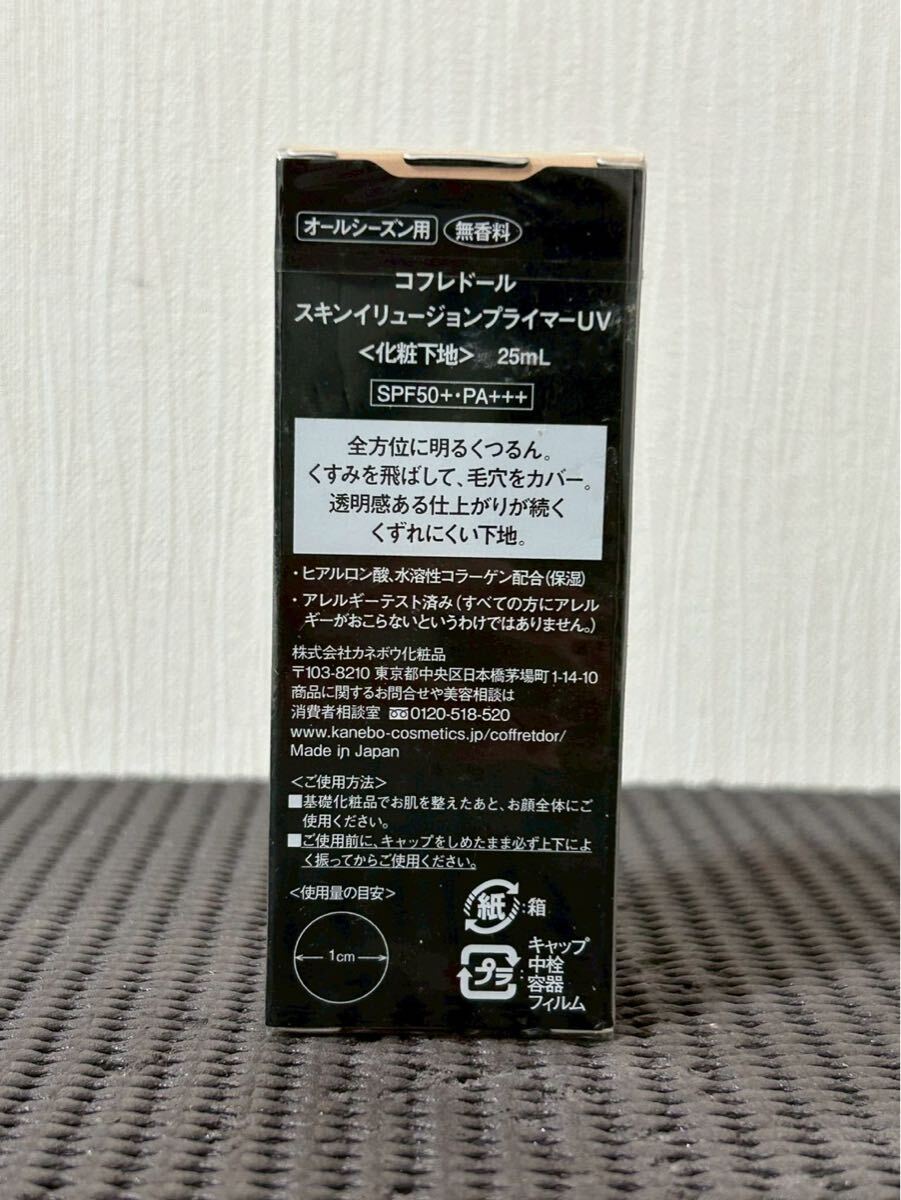 オールシーズン用 無香料
コフレドール
スキンイリュージョンプライマーUV
＜化粧下地＞ 25mL
SPF50+・PA+++
全方位に明るくつるん。
くすみを飛ばして、毛穴をカバー。
透明感ある仕上がりが続く
くずれにくい下地。
・ヒアルロン酸、水溶性コラーゲン配合(保湿)
・アレルギーテスト済み(すべての方にアレル
ギーがおこらないというわけではありません。)
株式会社カネボウ化粧品
〒103-8210 東京都中央区日本橋茅場町1-14-10
商品に関するお問合せや美容相談は
消費者相談室 0120-518-520
www.kanebo-cosmetics.jp/coffretdor/
Made in Japan
＜ご使用方法＞
■基礎化粧品でお肌を整えたあと、お顔全体にご
使用ください。
■ご使用前に、キャップをしめたまま必ず上下によ
く振ってからご使用ください。
＜使用量の目安＞
1cm
紙:箱
プラ:キャップ
中栓
容器
フィルム